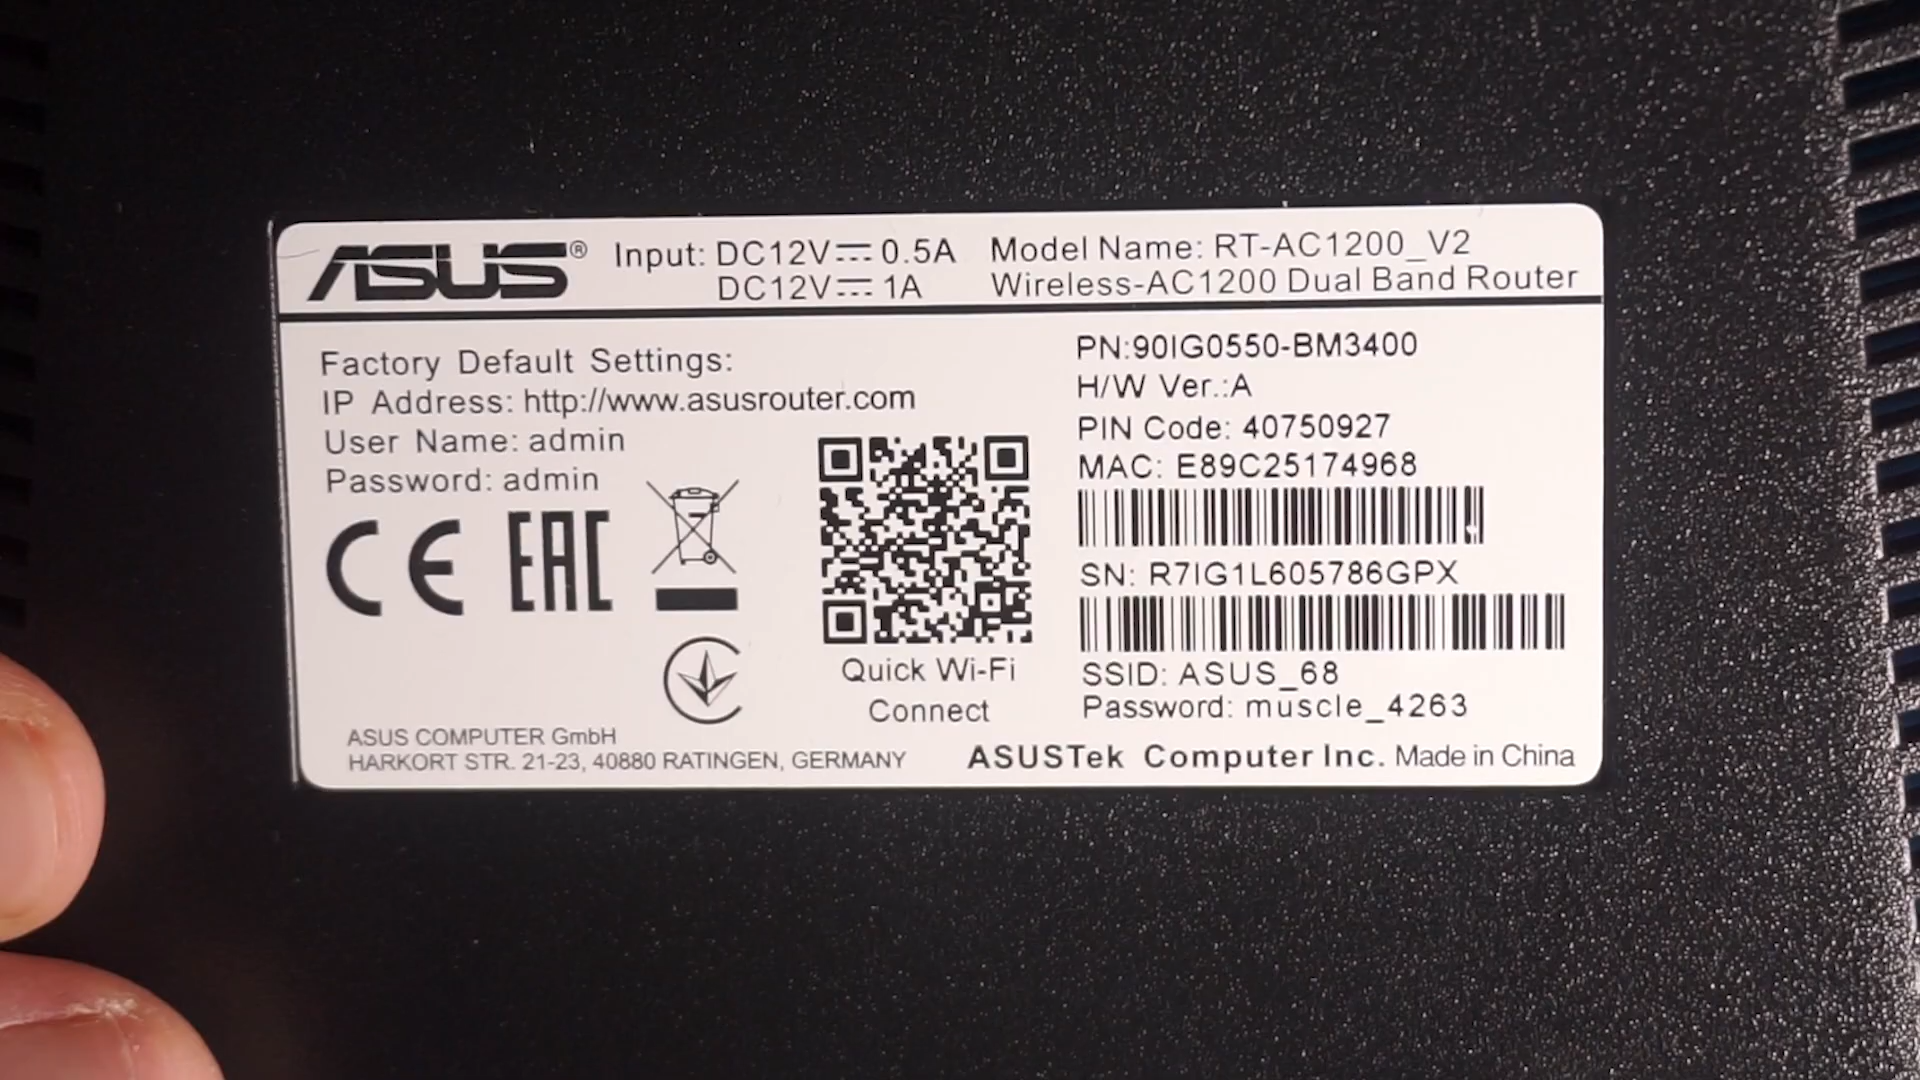 ASUS® Input: DC12V⎓0.5A Model Name: RT-AC1200_V2
DC12V⎓1A Wireless-AC1200 Dual Band Router
Factory Default Settings:
IP Address: http://www.asusrouter.com
User Name: admin
Password: admin
CE EAC
Quick Wi-Fi
Connect
PN:90IG0550-BM3400
H/W Ver.:A
PIN Code: 40750927
MAC: E89C25174968
SN: R7IG1L605786GPX
SSID: ASUS_68
Password: muscle_4263
ASUS COMPUTER GmbH
HARKORT STR. 21-23, 40880 RATINGEN, GERMANY
ASUSTek Computer Inc. Made in China